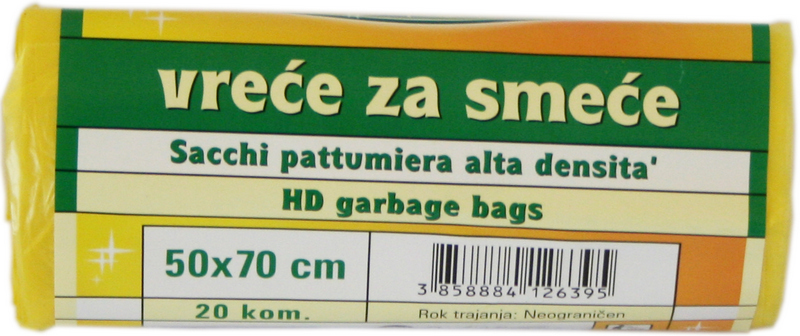 vreće za smeće
Sacchi pattumiera alta densita'
HD garbage bags
50x70 cm
3 858884 126395
20 kom.
Rok trajanja: Neograničen